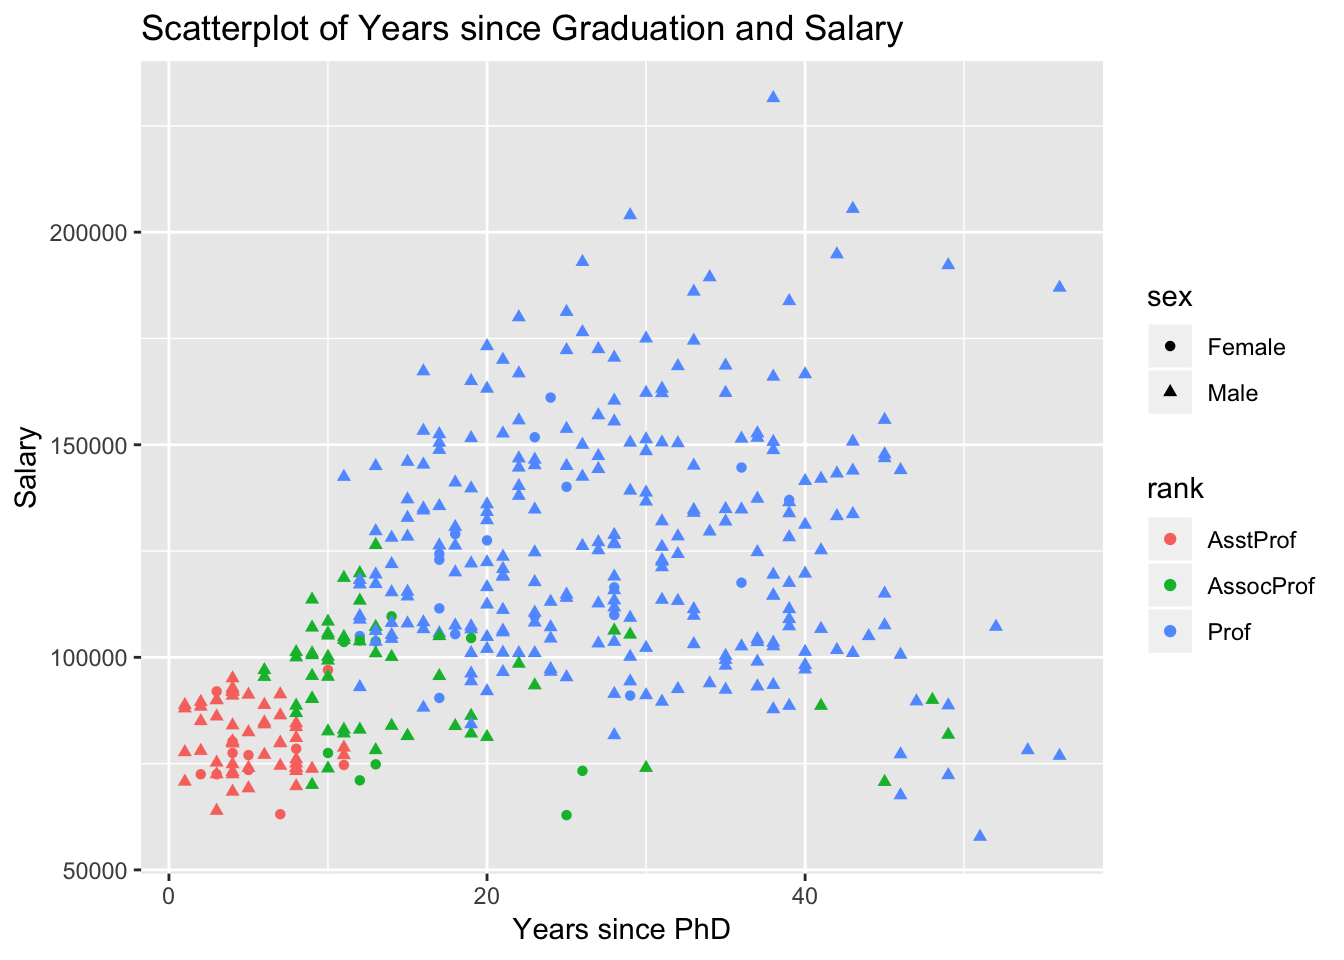 Scatterplot of Years since Graduation and Salary
200000
150000
100000
50000
Salary
0
20
40
Years since PhD
sex
Female
Male
rank
AsstProf
AssocProf
Prof